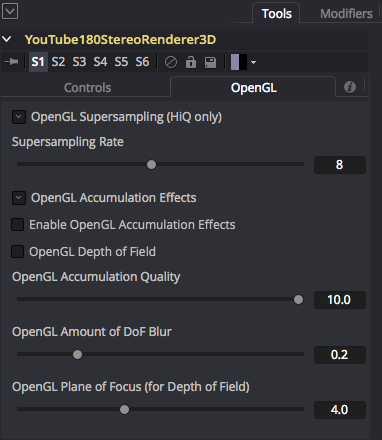 Tools Modifiers
YouTube180StereoRenderer3D
S1 S2 S3 S4 S5 S6
Controls OpenGL
OpenGL Supersampling (HiQ only)
Supersampling Rate
8
OpenGL Accumulation Effects
Enable OpenGL Accumulation Effects
OpenGL Depth of Field
OpenGL Accumulation Quality
10.0
OpenGL Amount of DoF Blur
0.2
OpenGL Plane of Focus (for Depth of Field)
4.0